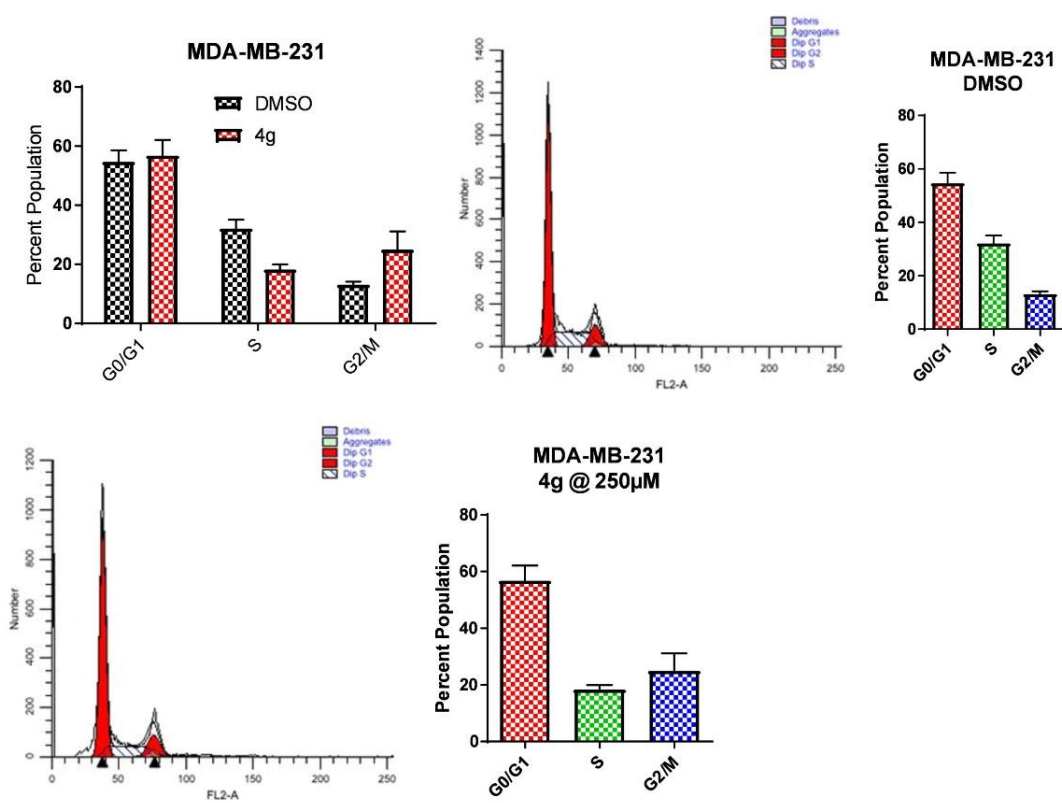 MDA-MB-231
DMSO
4g
Percent Population
80
60
40
20
0
G0/G1
S
G2/M
Debris
Aggregates
Dip G1
Dip G2
Dip S
Number
1400
1200
1000
800
600
400
200
0
0
50
100
150
200
250
FL2-A
MDA-MB-231
DMSO
Percent Population
80
60
40
20
0
G0/G1
S
G2/M
Debris
Aggregates
Dip G1
Dip G2
Dip S
Number
1200
1000
800
600
400
200
0
0
50
100
150
200
250
FL2-A
MDA-MB-231
4g @ 250µM
Percent Population
80
60
40
20
0
G0/G1
S
G2/M